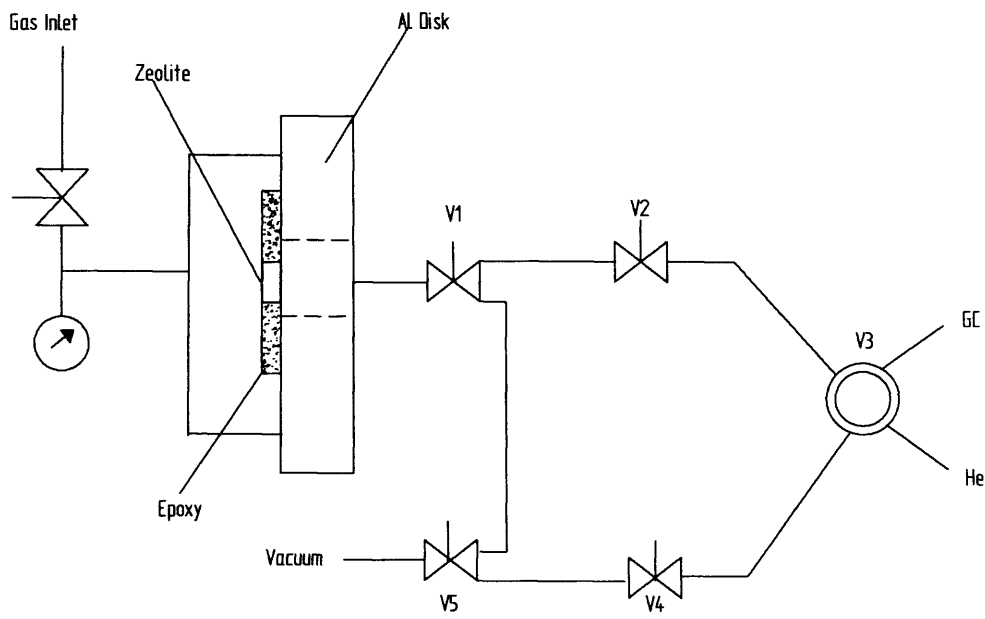 Gas Inlet
AL Disk
Zeolite
V1
V2
V3
GC
He
Epoxy
Vacuum
V5
V4